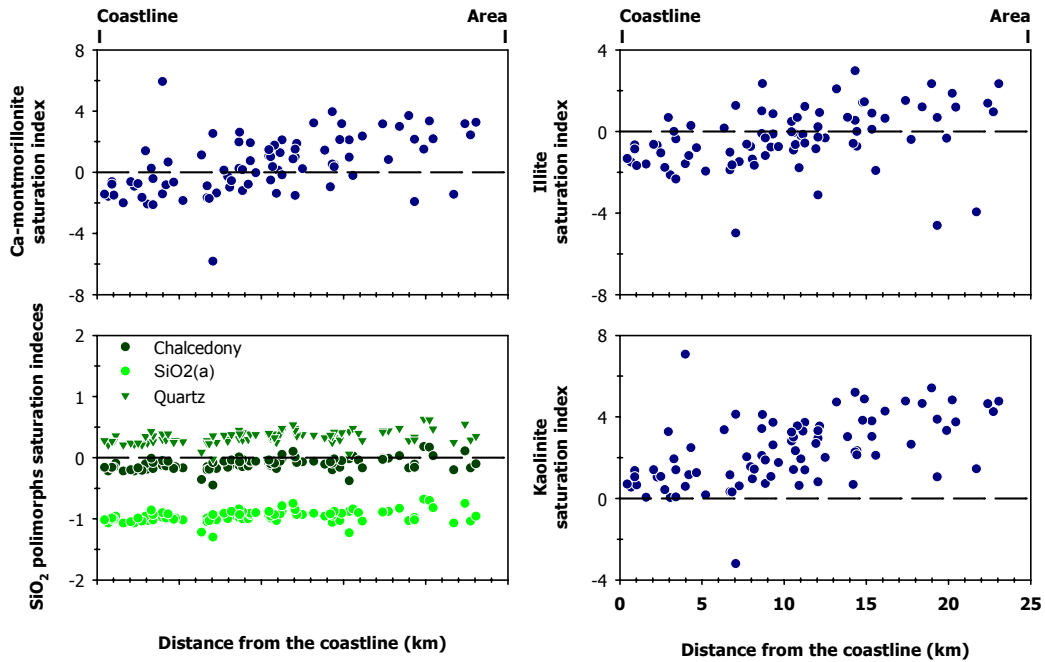 Coastline Area
Coastline Area
8
4
0
-4
-8
Ca-montmorillonite
saturation index
4
0
-4
-8
Illite
saturation index
2
1
0
-1
-2
SiO2 polimorphs saturation indeces
Chalcedony
SiO2(a)
Quartz
8
4
0
-4
Kaolinite
saturation index
0 5 10 15 20 25
Distance from the coastline (km)
Distance from the coastline (km)